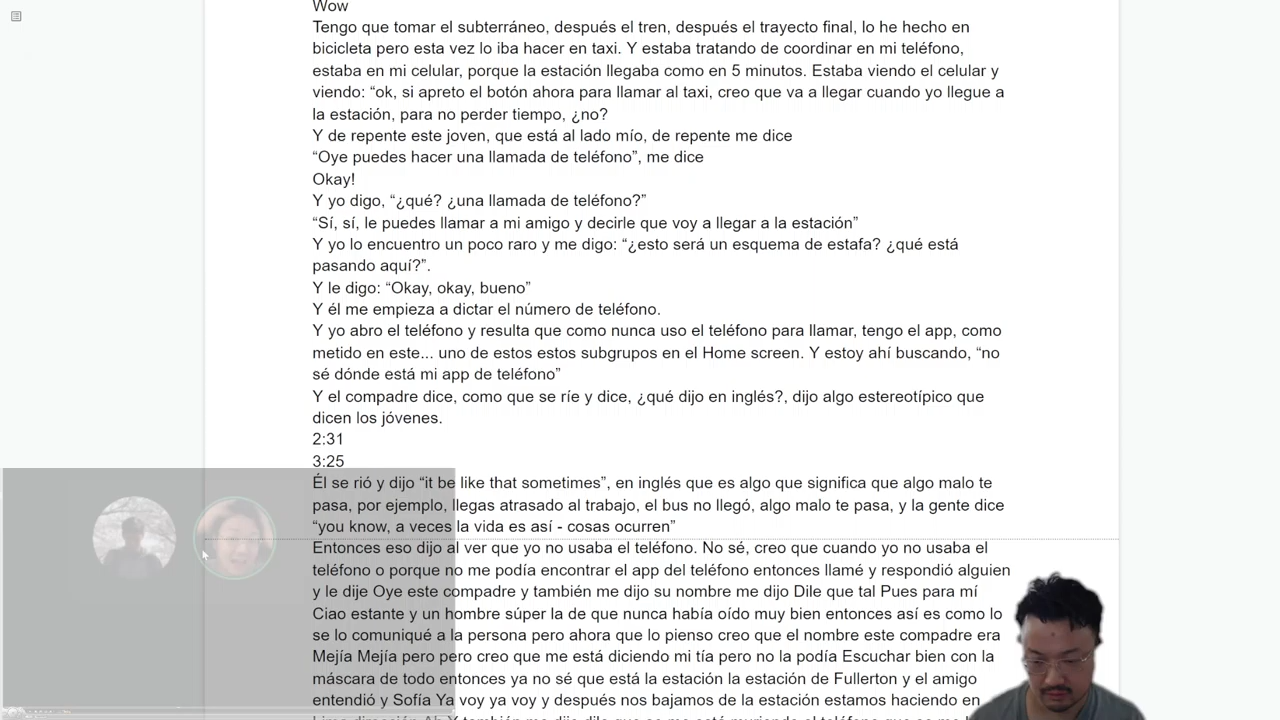 Wow
Tengo que tomar el subterráneo, después el tren, después el trayecto final, lo he hecho en
bicicleta pero esta vez lo iba hacer en taxi. Y estaba tratando de coordinar en mi teléfono,
estaba en mi celular, porque la estación llegaba como en 5 minutos. Estaba viendo el celular y
viendo: “ok, si apreto el botón ahora para llamar al taxi, creo que va a llegar cuando yo llegue a
la estación, para no perder tiempo, ¿no?
Y de repente este joven, que está al lado mío, de repente me dice
“Oye puedes hacer una llamada de teléfono”, me dice
Okay!
Y yo digo, “¿qué? ¿una llamada de teléfono?”
“Sí, sí, le puedes llamar a mi amigo y decirle que voy a llegar a la estación”
Y yo lo encuentro un poco raro y me digo: “¿esto será un esquema de estafa? ¿qué está
pasando aquí?”.
Y le digo: “Okay, okay, bueno”
Y él me empieza a dictar el número de teléfono.
Y yo abro el teléfono y resulta que como nunca uso el teléfono para llamar, tengo el app, como
metido en este... uno de estos estos subgrupos en el Home screen. Y estoy ahí buscando, “no
sé dónde está mi app de teléfono”
Y el compadre dice, como que se ríe y dice, ¿qué dijo en inglés?, dijo algo estereotípico que
dicen los jóvenes.
2:31
3:25
Él se rió y dijo “it be like that sometimes”, en inglés que es algo que significa que algo malo te
pasa, por ejemplo, llegas atrasado al trabajo, el bus no llegó, algo malo te pasa, y la gente dice
“you know, a veces la vida es así - cosas ocurren”
Entonces eso dijo al ver que yo no usaba el teléfono. No sé, creo que cuando yo no usaba el
teléfono o porque no me podía encontrar el app del teléfono entonces llamé y respondió alguien
y le dije Oye este compadre y también me dijo su nombre me dijo Dile que tal Pues para mí
Ciao estante y un hombre súper la de que nunca había oído muy bien entonces así es como lo
se lo comuniqué a la persona pero ahora que lo pienso creo que el nombre este compadre era
Mejía Mejía pero pero creo que me está diciendo mi tía pero no la podía Escuchar bien con la
máscara de todo entonces ya no sé que está la estación la estación de Fullerton y el amigo
entendió y Sofía Ya voy ya voy y después nos bajamos de la estación estamos haciendo en